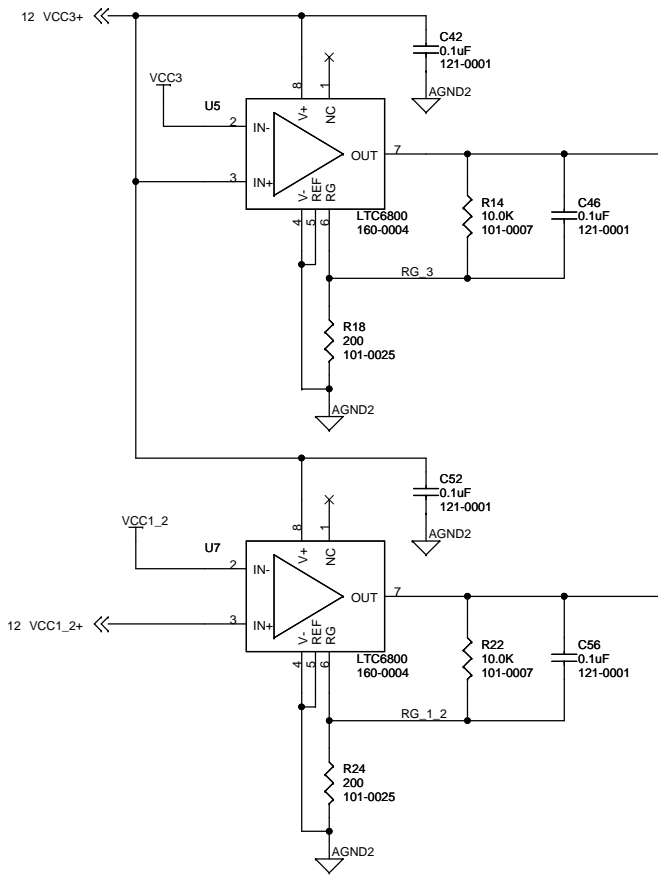 12 VCC3+
C42
0.1uF
121-0001
AGND2
VCC3
U5
8
1
V+
NC
2
IN-
OUT
7
3
IN+
V-
REF
RG
4
5
6
LTC6800
160-0004
R14
10.0K
101-0007
C46
0.1uF
121-0001
RG_3
R18
200
101-0025
AGND2
C52
0.1uF
121-0001
AGND2
VCC1_2
U7
8
1
V+
NC
2
IN-
OUT
7
12 VCC1_2+
3
IN+
V-
REF
RG
4
5
6
LTC6800
160-0004
R22
10.0K
101-0007
C56
0.1uF
121-0001
RG_1_2
R24
200
101-0025
AGND2